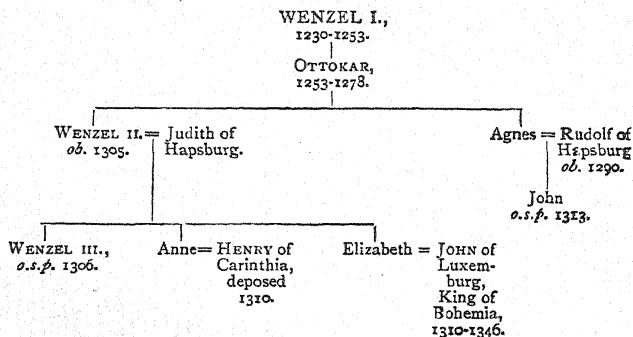 WENZEL I.,
1230-1253.
OTTOKAR,
1253-1278.
WENZEL II. = Judith of
ob. 1305. Hapsburg.
Agnes = Rudolf of
Hapsburg
ob. 1290.
John
o.s.p. 1313.
WENZEL III.,
o.s.p. 1306.
Anne = HENRY of
Carinthia,
deposed
1310.
Elizabeth = JOHN of
Luxem-
burg,
King of
Bohemia,
1310-1346.